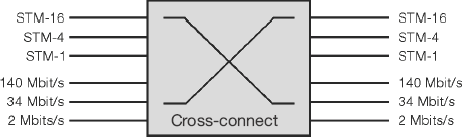 STM-16 STM-16
STM-4 STM-4
STM-1 STM-1
140 Mbit/s 140 Mbit/s
34 Mbit/s 34 Mbit/s
2 Mbits/s 2 Mbits/s
Cross-connect